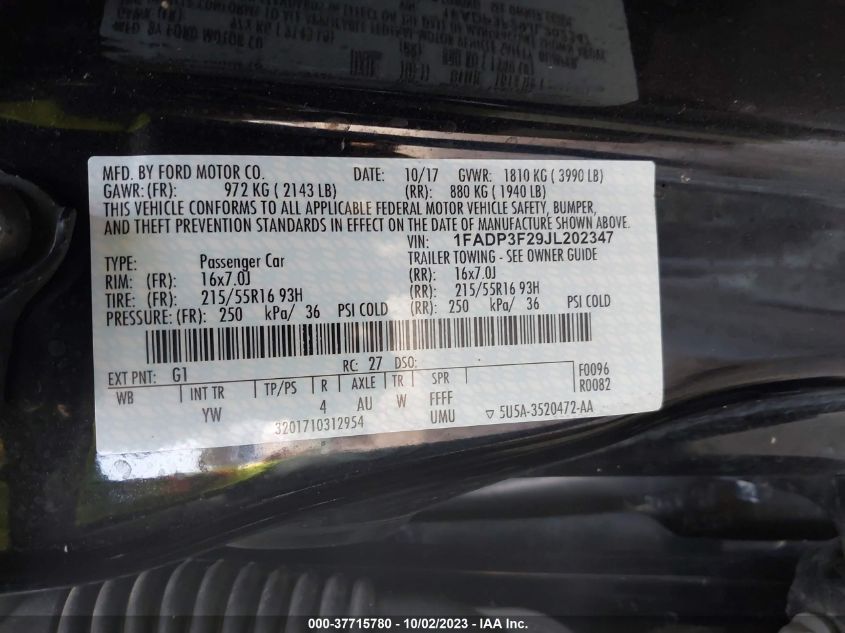 MFD. BY FORD MOTOR CO. DATE: 10/17 GVWR: 1810 KG ( 3990 LB)
GAWR: (FR): 972 KG ( 2143 LB) (RR): 880 KG ( 1940 LB)
THIS VEHICLE CONFORMS TO ALL APPLICABLE FEDERAL MOTOR VEHICLE SAFETY, BUMPER,
AND THEFT PREVENTION STANDARDS IN EFFECT ON THE DATE OF MANUFACTURE SHOWN ABOVE.
VIN: 1FADP3F29JL202347
TYPE: Passenger Car TRAILER TOWING - SEE OWNER GUIDE
RIM: (FR): 16x7.0J (RR): 16x7.0J
TIRE: (FR): 215/55R16 93H (RR): 215/55R16 93H
PRESSURE: (FR): 250 kPa/ 36 PSI COLD (RR): 250 kPa/ 36 PSI COLD
EXT PNT: G1 RC: 27 DSO: F0096
WB INT TR TP/PS R AXLE TR SPR R0082
YW 4 AU W FFFF
3201710312954 UMU ▽ 5U5A-3520472-AA
000-37715780 - 10/02/2023 - Copyright © 2023 IAA, Inc.